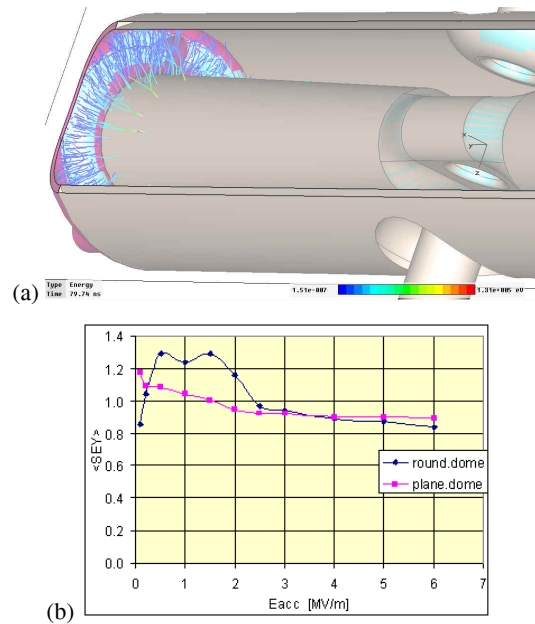 x
y
z
(a)
Type Energy
Time 79.74 ns
1.51e-007 1.31e+005 eV
1.4
1.2
1.0
0.8
0.6
0.4
0.2
0.0
<SEY>
round.dome
plane.dome
0 1 2 3 4 5 6 7
Eacc [MV/m]
(b)